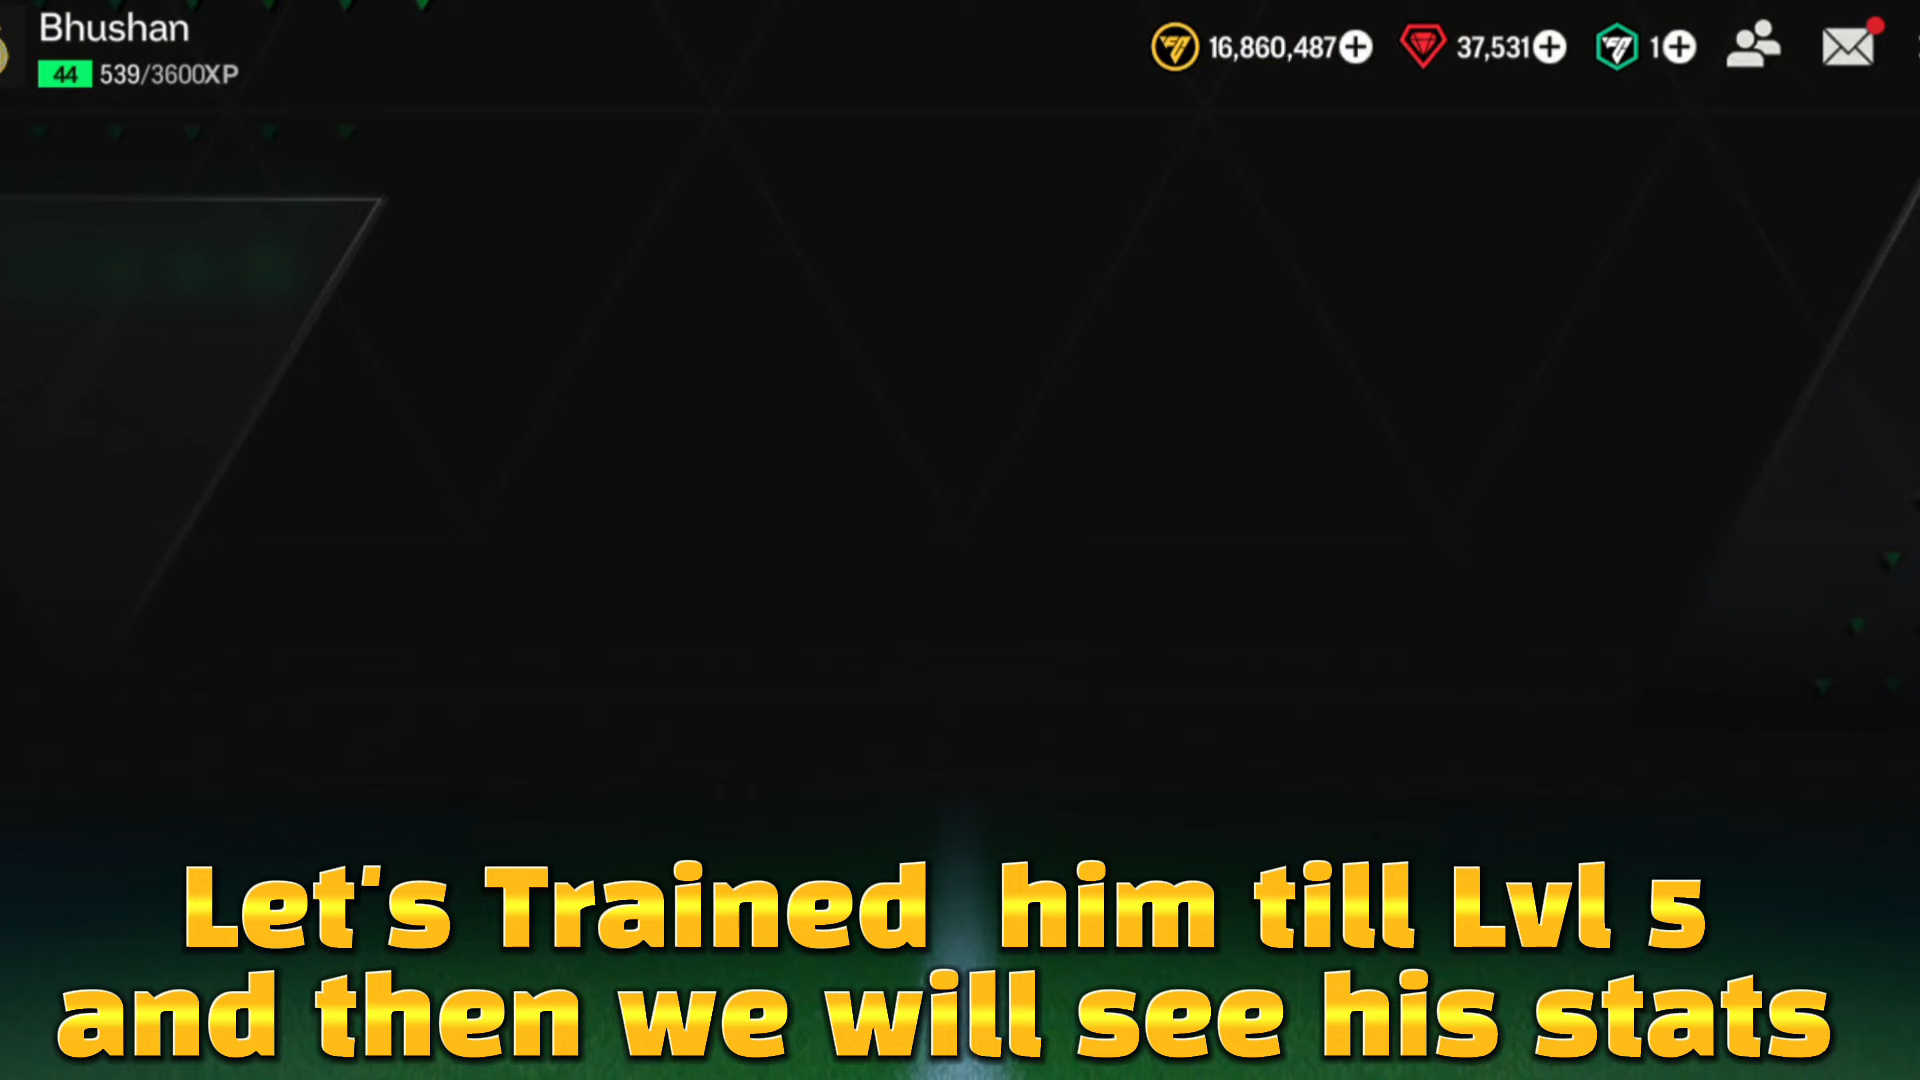 Bhushan
44 539/3600XP
16,860,487 37,531 1
Let's Trained him till Lvl 5
and then we will see his stats